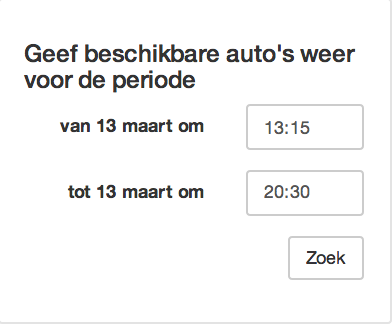 Geef beschikbare auto's weer
voor de periode
van 13 maart om 13:15
tot 13 maart om 20:30
Zoek